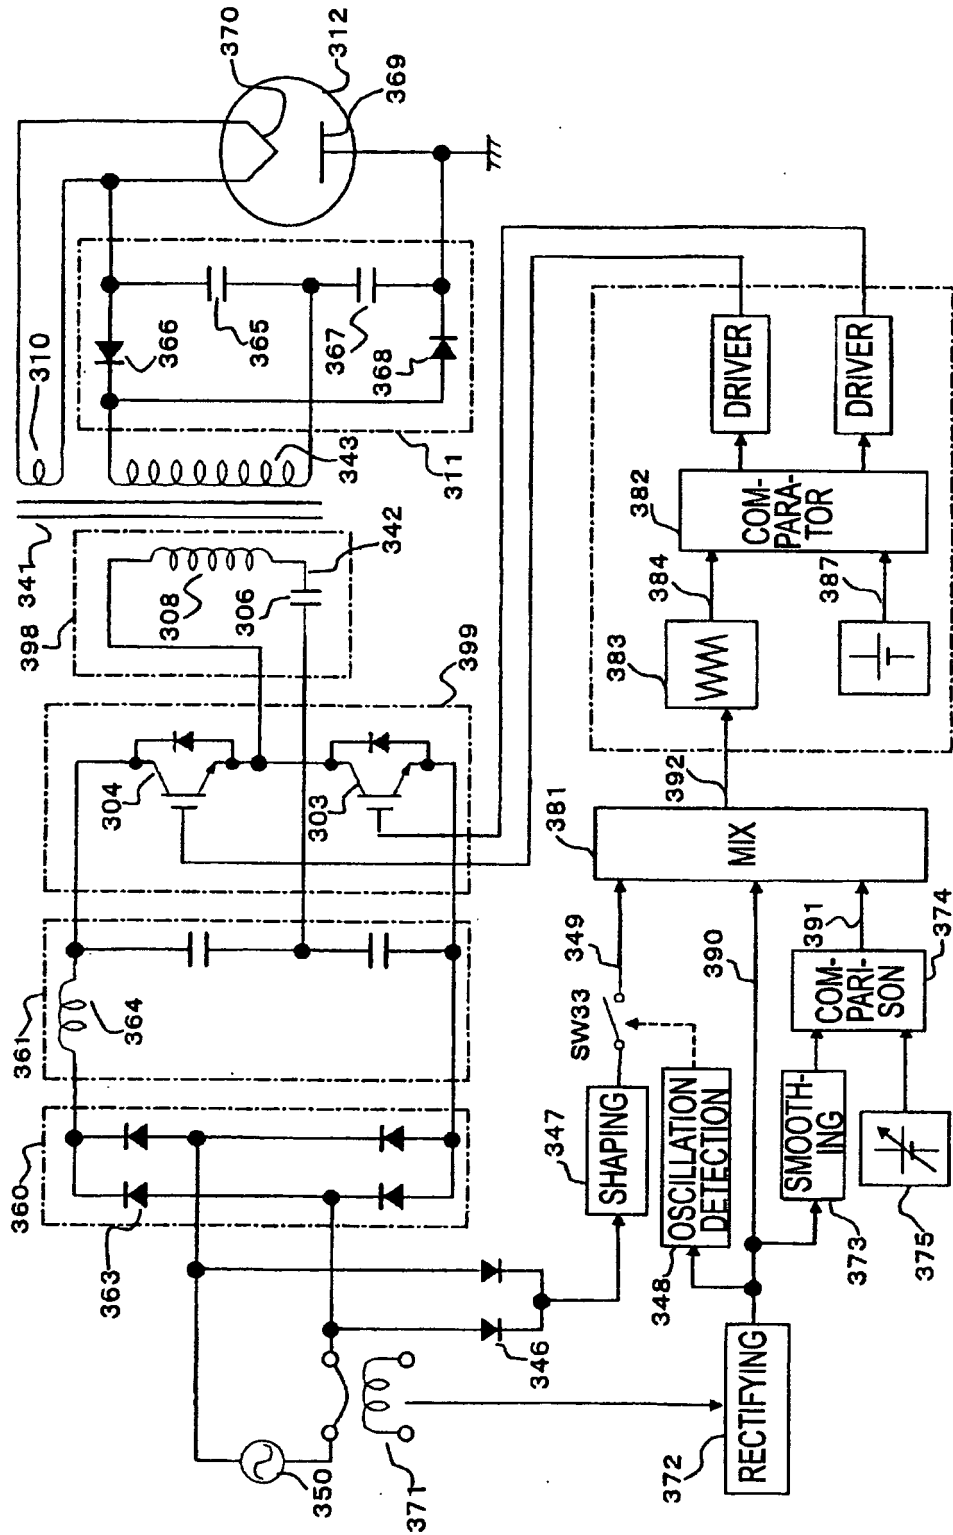 370
312
369
310
366
365
367
368
343
311
341
398
308
306
342
399
304
303
361
364
360
363
350
371
346
347
SHAPING
SW33
349
348
OSCILLATION
DETECTION
390
372
RECTIFYING
SMOOTH-
ING
373
375
COM-
PARI-
SON
374
391
381
MIX
392
383
384
387
382
COM-
PARA-
TOR
DRIVER
DRIVER